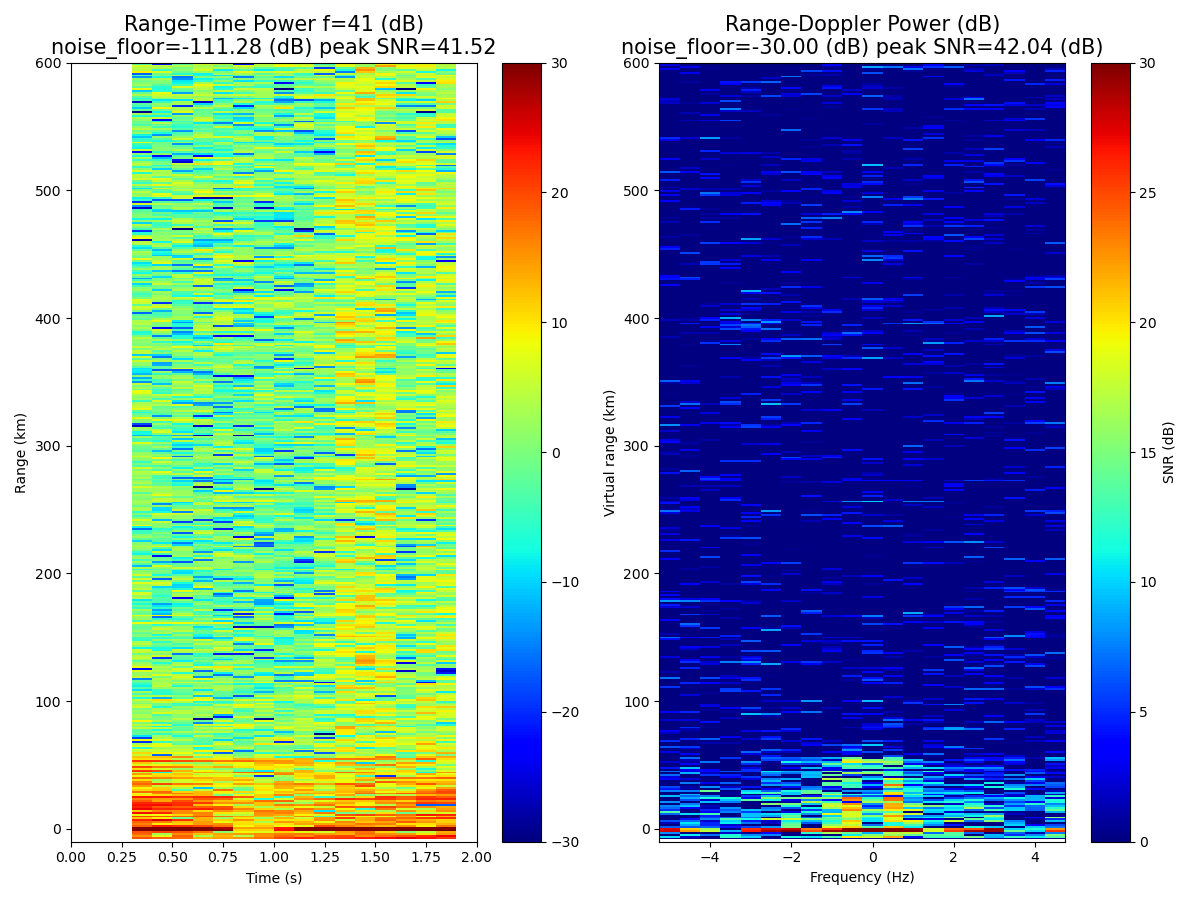 Range-Time Power f=41 (dB)
noise_floor=-111.28 (dB) peak SNR=41.52
Range-Doppler Power (dB)
noise_floor=-30.00 (dB) peak SNR=42.04 (dB)
Range (km)
600
500
400
300
200
100
0
0.00 0.25 0.50 0.75 1.00 1.25 1.50 1.75 2.00
Time (s)
30
20
10
0
−10
−20
−30
Virtual range (km)
600
500
400
300
200
100
0
−4 −2 0 2 4
Frequency (Hz)
30
25
20
15
10
5
0
SNR (dB)